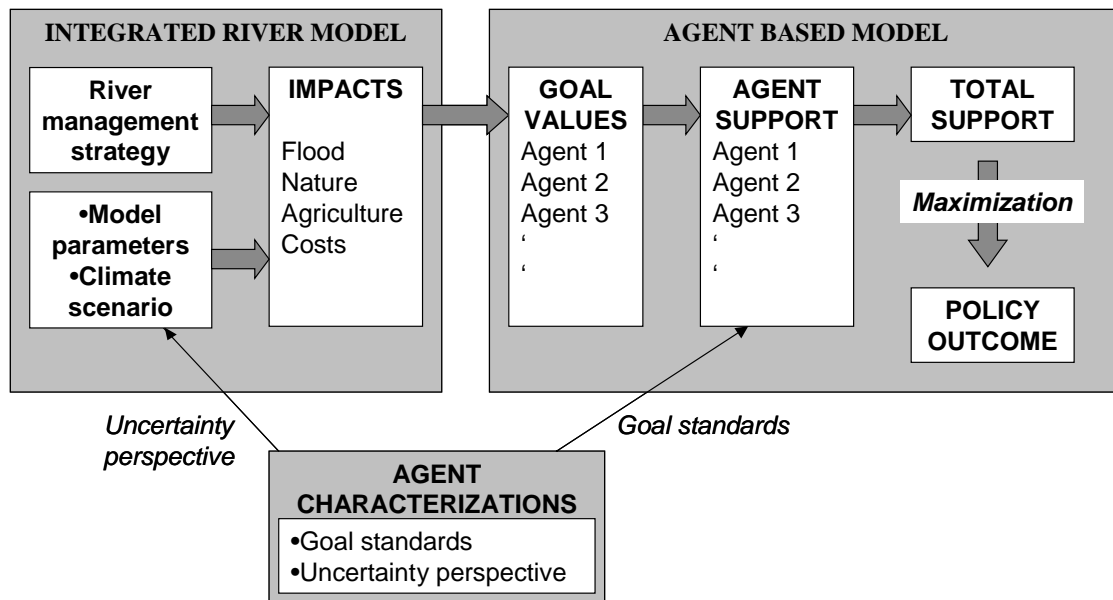 INTEGRATED RIVER MODEL
River
management
strategy
•Model
parameters
•Climate
scenario
IMPACTS
Flood
Nature
Agriculture
Costs
AGENT BASED MODEL
GOAL
VALUES
Agent 1
Agent 2
Agent 3
‘
‘
AGENT
SUPPORT
Agent 1
Agent 2
Agent 3
‘
‘
TOTAL
SUPPORT
Maximization
POLICY
OUTCOME
Uncertainty
perspective
Goal standards
AGENT
CHARACTERIZATIONS
•Goal standards
•Uncertainty perspective